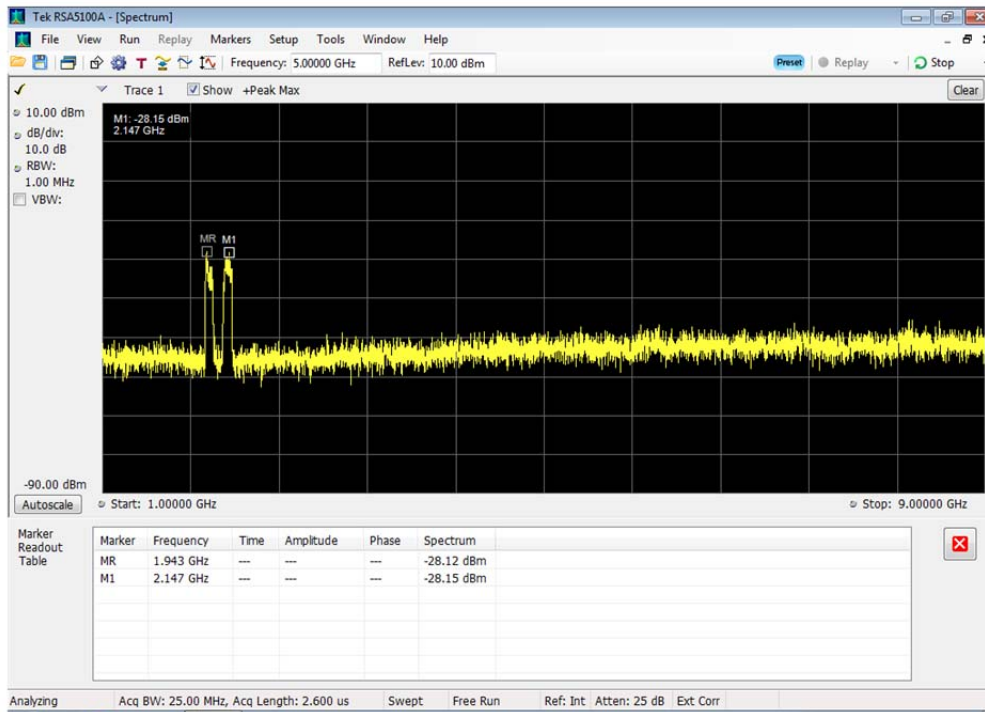 Tek RSA5100A - [Spectrum]
File View Run Replay Markers Setup Tools Window Help
T Frequency: 5.00000 GHz RefLev: 10.00 dBm Preset Replay Stop
Trace 1 Show +Peak Max Clear
10.00 dBm
dB/div:
10.0 dB
RBW:
1.00 MHz
VBW:
M1: -28.15 dBm
2.147 GHz
MR M1
-90.00 dBm
Autoscale Start: 1.00000 GHz Stop: 9.00000 GHz
Marker
Readout
Table
Marker Frequency Time Amplitude Phase Spectrum
MR 1.943 GHz --- --- --- -28.12 dBm
M1 2.147 GHz --- --- --- -28.15 dBm
Analyzing Acq BW: 25.00 MHz, Acq Length: 2.600 us Swept Free Run Ref: Int Atten: 25 dB Ext Corr